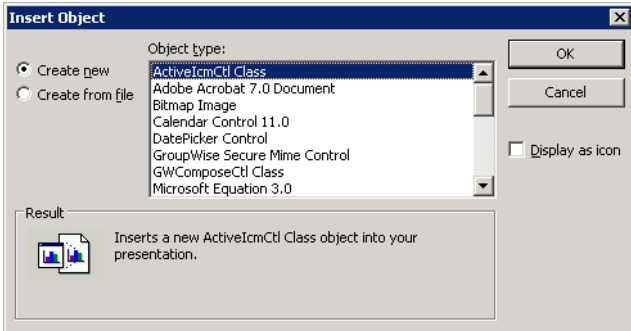 Insert Object
Object type:
Create new
Create from file
ActiveIcmCtl Class
Adobe Acrobat 7.0 Document
Bitmap Image
Calendar Control 11.0
DatePicker Control
GroupWise Secure Mime Control
GWComposeCtl Class
Microsoft Equation 3.0
OK
Cancel
Display as icon
Result
Inserts a new ActiveIcmCtl Class object into your
presentation.